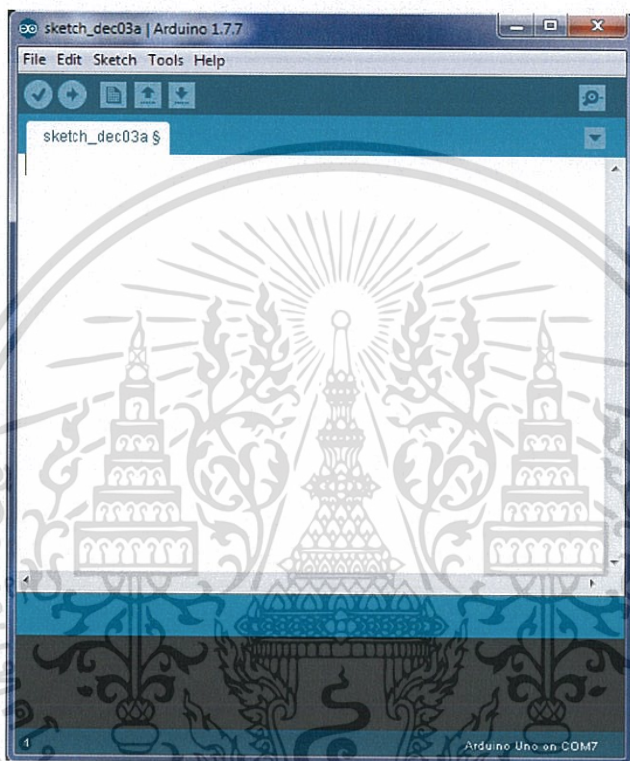 sketch_dec03a | Arduino 1.7.7
File Edit Sketch Tools Help
sketch_dec03a §
1
Arduino Uno on COM7